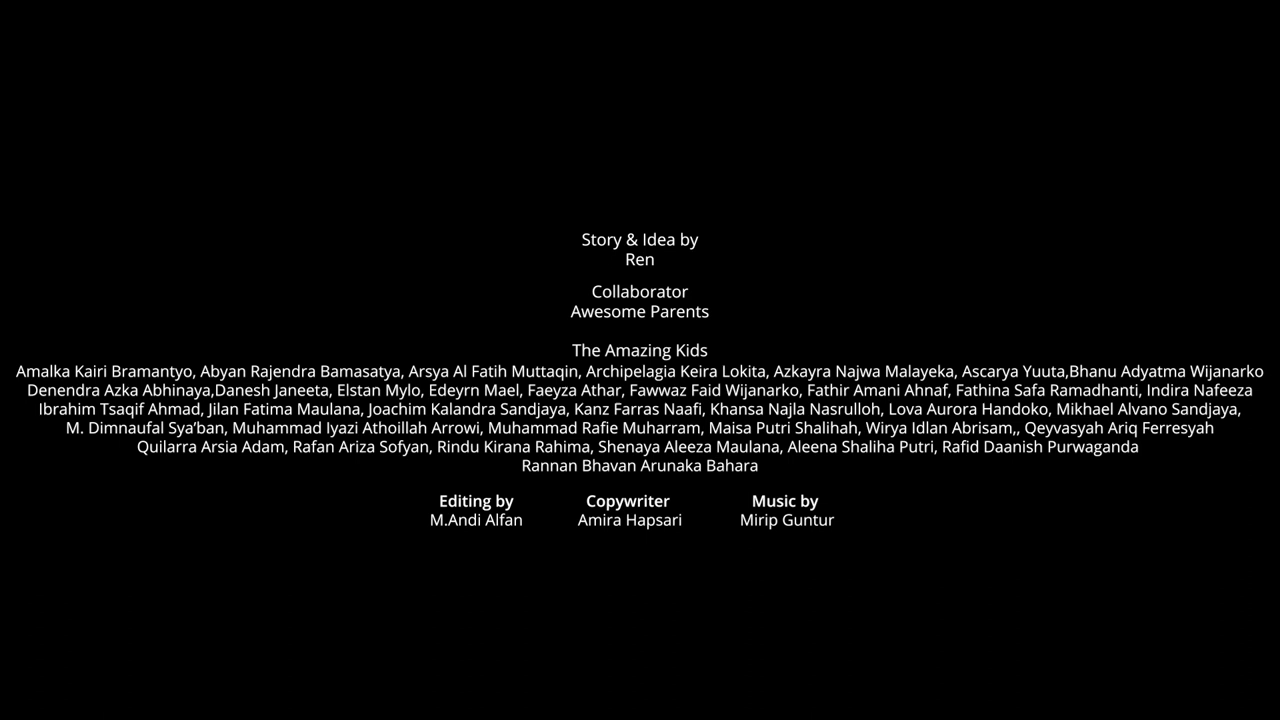 Story & Idea by
Ren
Collaborator
Awesome Parents
The Amazing Kids
Amalka Kairi Bramantyo, Abyan Rajendra Bamasatya, Arsya Al Fatih Muttaqin, Archipelagia Keira Lokita, Azkayra Najwa Malayeka, Ascarya Yuuta,Bhanu Adyatma Wijanarko
Denendra Azka Abhinaya,Danesh Janeeta, Elstan Mylo, Edeyrn Mael, Faeyza Athar, Fawwaz Faid Wijanarko, Fathir Amani Ahnaf, Fathina Safa Ramadhanti, Indira Nafeeza
Ibrahim Tsaqif Ahmad, Jilan Fatima Maulana, Joachim Kalandra Sandjaya, Kanz Farras Naafi, Khansa Najla Nasrulloh, Lova Aurora Handoko, Mikhael Alvano Sandjaya,
M. Dimnaufal Sya’ban, Muhammad Iyazi Athoillah Arrowi, Muhammad Rafie Muharram, Maisa Putri Shalihah, Wirya Idlan Abrisam,, Qeyvasyah Ariq Ferresyah
Quilarra Arsia Adam, Rafan Ariza Sofyan, Rindu Kirana Rahima, Shenaya Aleeza Maulana, Aleena Shaliha Putri, Rafid Daanish Purwaganda
Rannan Bhavan Arunaka Bahara
Editing by Copywriter Music by
M.Andi Alfan Amira Hapsari Mirip Guntur